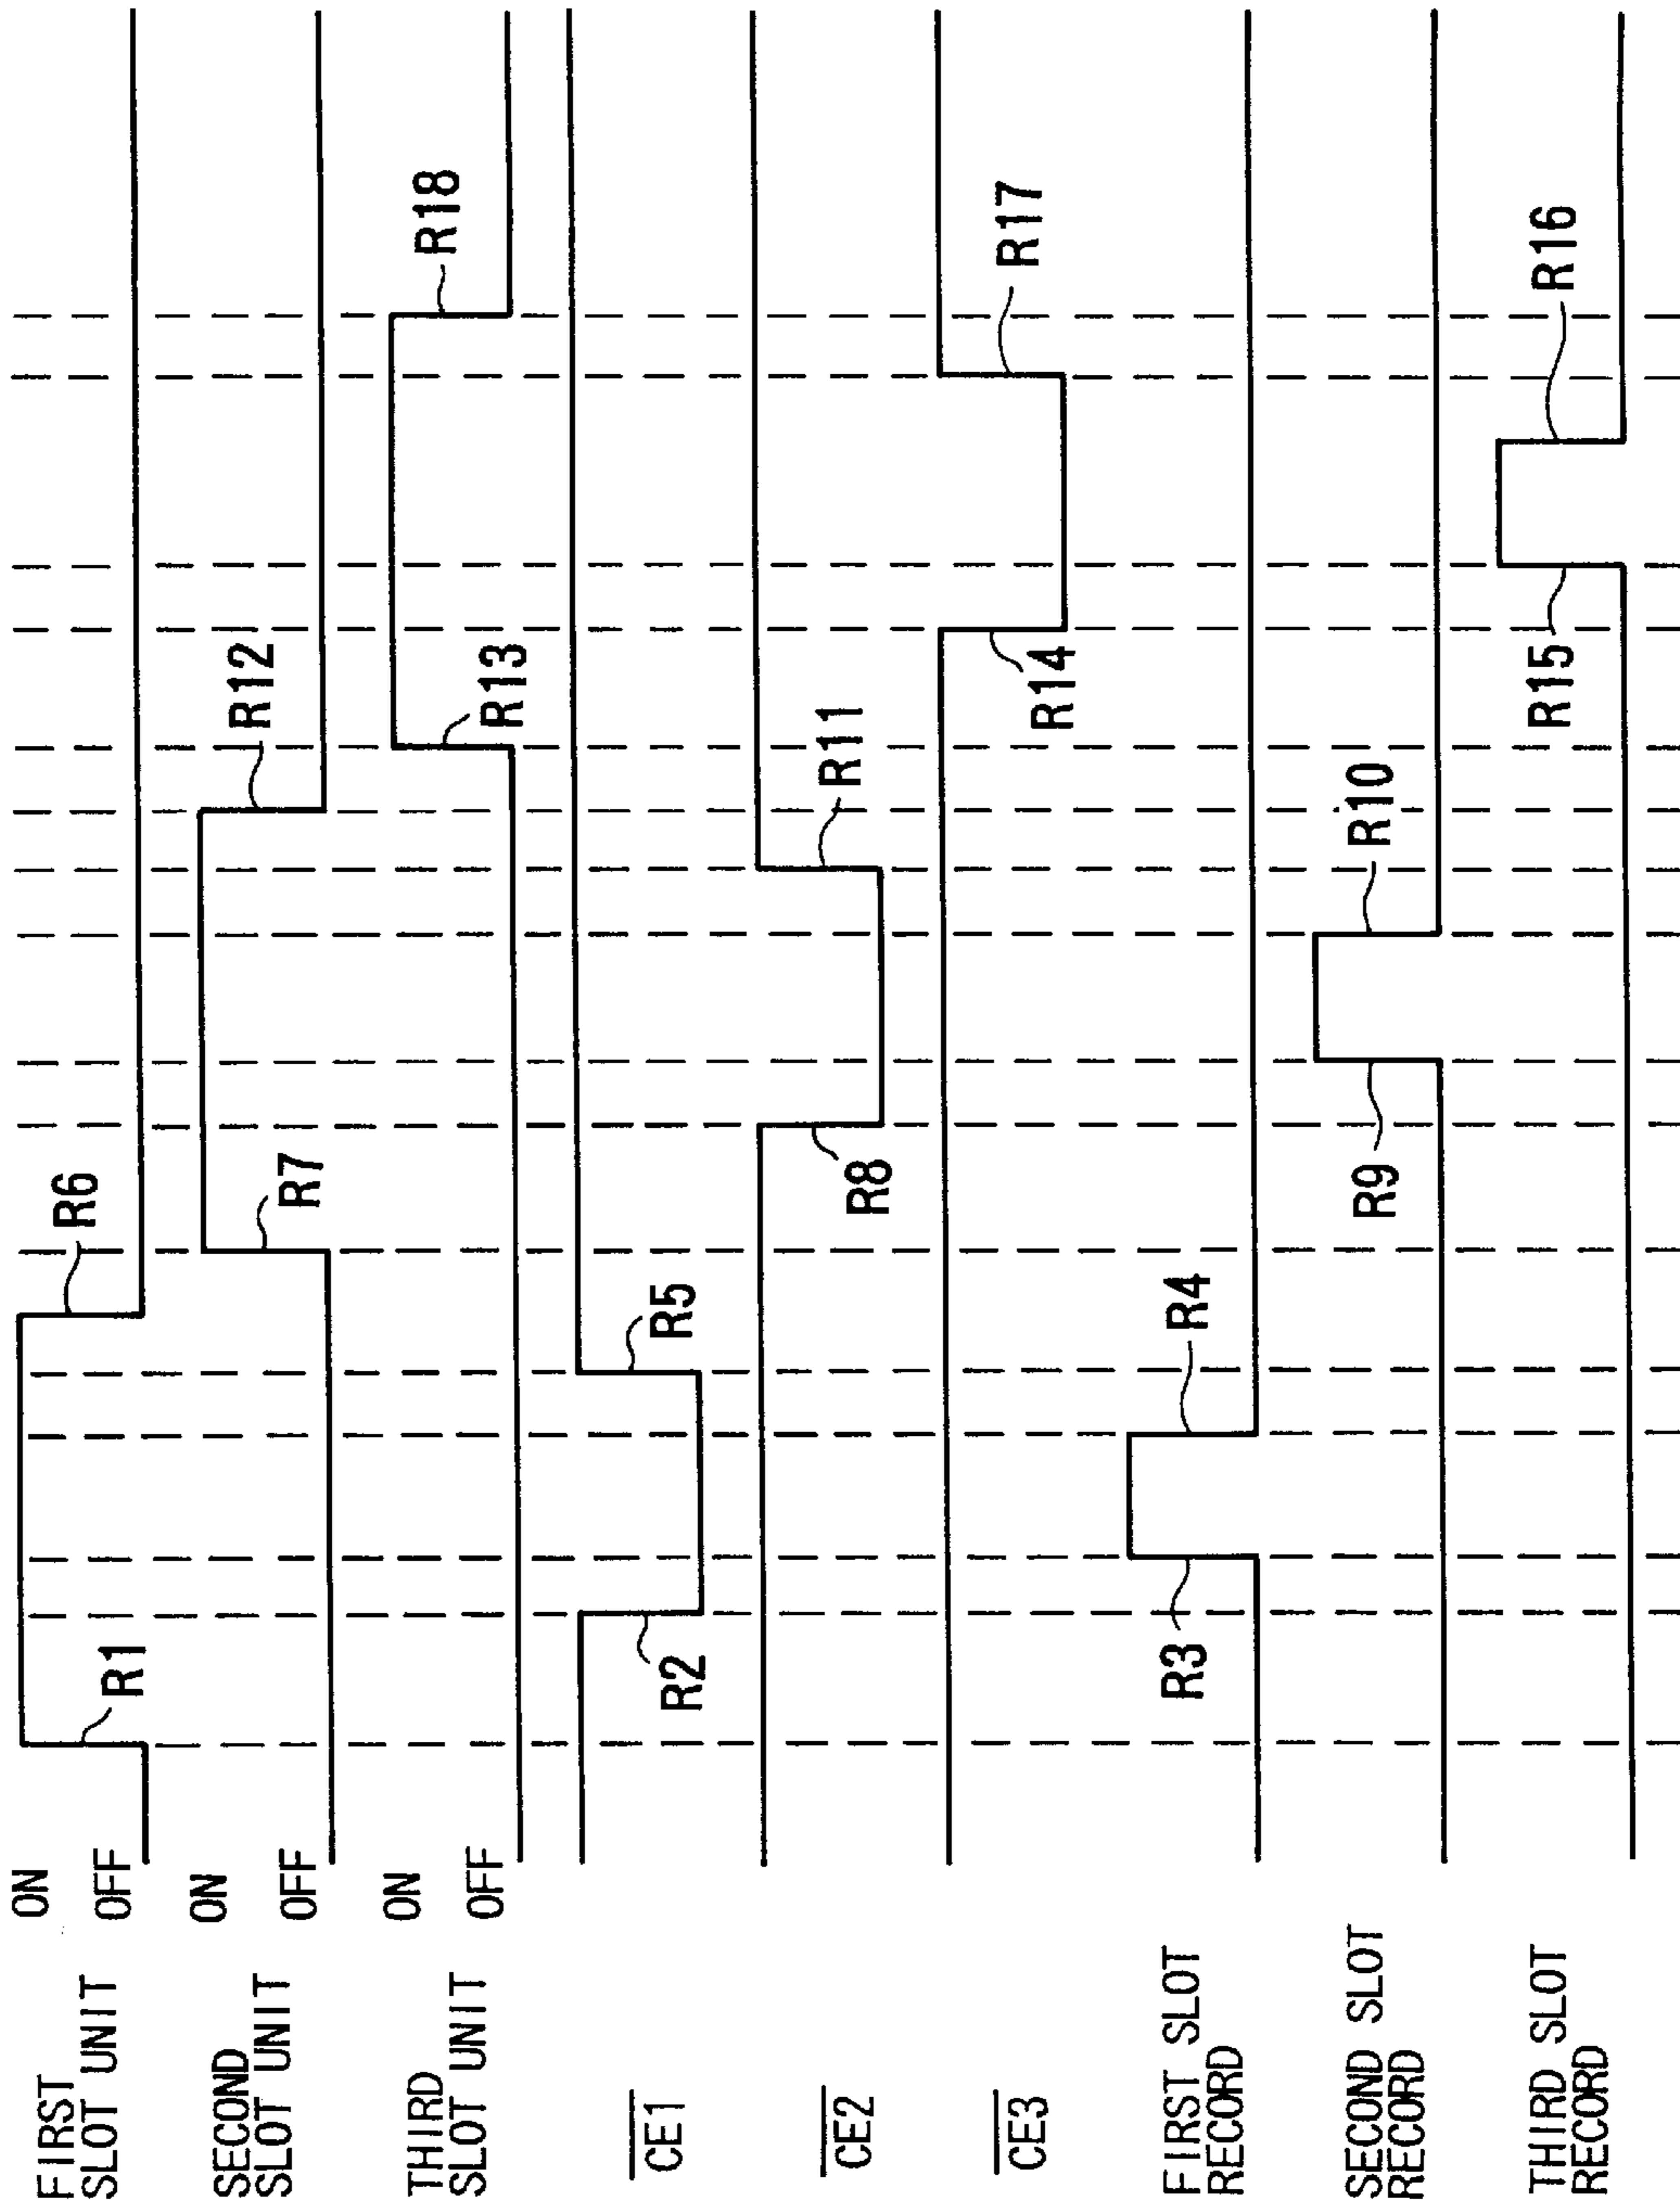 FIRST
SLOT UNIT
ON
OFF
R1
R6
SECOND
SLOT UNIT
ON
OFF
R7
R12
THIRD
SLOT UNIT
ON
OFF
R13
R18
CE1
R2
R5
CE2
R8
R11
CE3
R14
R17
FIRST SLOT
RECORD
R3
R4
SECOND SLOT
RECORD
R9
R10
THIRD SLOT
RECORD
R15
R16